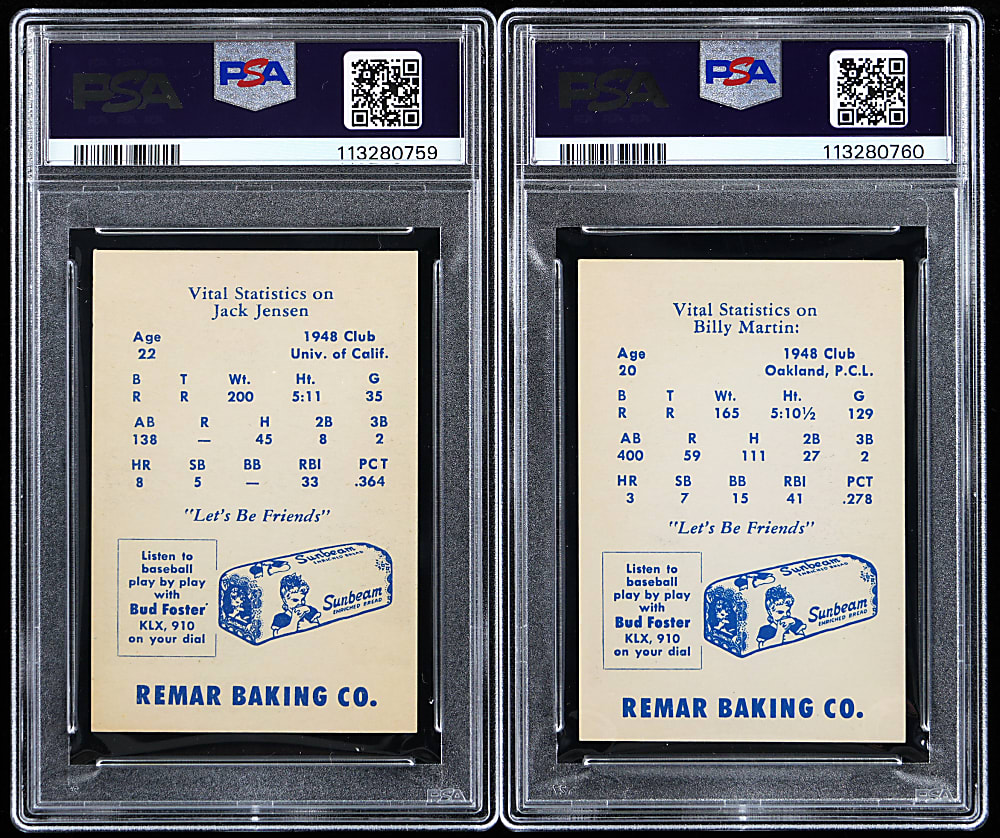 PSA
PSA
113280759
Vital Statistics on
Jack Jensen
Age 1948 Club
22 Univ. of Calif.
B T Wt. Ht. G
R R 200 5:11 35
AB R H 2B 3B
138 — 45 8 2
HR SB BB RBI PCT
8 5 — 33 .364
"Let's Be Friends"
Listen to
baseball
play by play
with
Bud Foster
KLX, 910
on your dial
Sunbeam
ENRICHED BREAD
Sunbeam
ENRICHED BREAD
REMAR BAKING CO.
PSA
PSA
PSA
113280760
Vital Statistics on
Billy Martin:
Age 1948 Club
20 Oakland, P.C.L.
B T Wt. Ht. G
R R 165 5:10½ 129
AB R H 2B 3B
400 59 111 27 2
HR SB BB RBI PCT
3 7 15 41 .278
"Let's Be Friends"
Listen to
baseball
play by play
with
Bud Foster
KLX, 910
on your dial
Sunbeam
ENRICHED BREAD
Sunbeam
ENRICHED BREAD
REMAR BAKING CO.
PSA